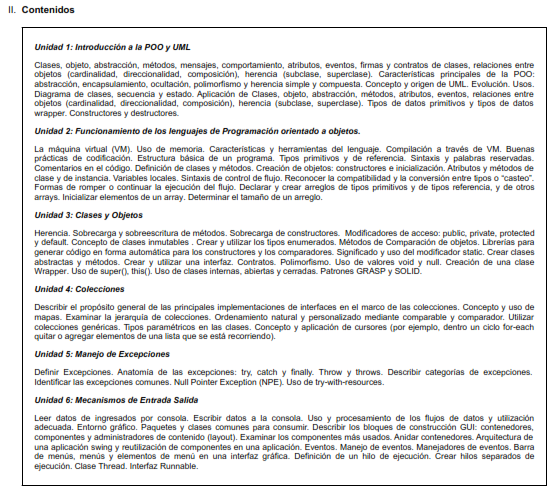 II. Contenidos
Unidad 1: Introducción a la POO y UML
Clases, objeto, abstracción, métodos, mensajes, comportamiento, atributos, eventos, firmas y contratos de clases, relaciones entre
objetos (cardinalidad, direccionalidad, composición), herencia (subclase, superclase). Características principales de la POO:
abstracción, encapsulamiento, ocultación, polimorfismo y herencia simple y compuesta. Concepto y origen de UML. Evolución. Usos.
Diagrama de clases, secuencia y estado. Aplicación de Clases, objeto, abstracción, métodos, atributos, eventos, relaciones entre
objetos (cardinalidad, direccionalidad, composición), herencia (subclase, superclase). Tipos de datos primitivos y tipos de datos
wrapper. Constructores y destructores.
Unidad 2: Funcionamiento de los lenguajes de Programación orientado a objetos.
La máquina virtual (VM). Uso de memoria. Características y herramientas del lenguaje. Compilación a través de VM. Buenas
prácticas de codificación. Estructura básica de un programa. Tipos primitivos y de referencia. Sintaxis y palabras reservadas.
Comentarios en el código. Definición de clases y métodos. Creación de objetos: constructores e inicialización. Atributos y métodos de
clase y de instancia. Variables locales. Sintaxis de control de flujo. Reconocer la compatibilidad y la conversión entre tipos o “casteo”.
Formas de romper o continuar la ejecución del flujo. Declarar y crear arreglos de tipos primitivos y de tipos referencia, y de otros
arrays. Inicializar elementos de un array. Determinar el tamaño de un arreglo.
Unidad 3: Clases y Objetos
Herencia. Sobrecarga y sobreescritura de métodos. Sobrecarga de constructores. Modificadores de acceso: public, private, protected
y default. Concepto de clases inmutables . Crear y utilizar los tipos enumerados. Métodos de Comparación de objetos. Librerías para
generar código en forma automática para los constructores y los comparadores. Significado y uso del modificador static. Crear clases
abstractas y métodos. Crear y utilizar una interfaz. Contratos. Polimorfismo. Uso de valores void y null. Creación de una clase
Wrapper. Uso de super(), this(). Uso de clases internas, abiertas y cerradas. Patrones GRASP y SOLID.
Unidad 4: Colecciones
Describir el propósito general de las principales implementaciones de interfaces en el marco de las colecciones. Concepto y uso de
mapas. Examinar la jerarquía de colecciones. Ordenamiento natural y personalizado mediante comparable y comparador. Utilizar
colecciones genéricas. Tipos paramétricos en las clases. Concepto y aplicación de cursores (por ejemplo, dentro un ciclo for-each
quitar o agregar elementos de una lista que se está recorriendo).
Unidad 5: Manejo de Excepciones
Definir Excepciones. Anatomía de las excepciones: try, catch y finally. Throw y throws. Describir categorías de excepciones.
Identificar las excepciones comunes. Null Pointer Exception (NPE). Uso de try-with-resources.
Unidad 6: Mecanismos de Entrada Salida
Leer datos de ingresados por consola. Escribir datos a la consola. Uso y procesamiento de los flujos de datos y utilización
adecuada. Entorno gráfico. Paquetes y clases comunes para consumir. Describir los bloques de construcción GUI: contenedores,
componentes y administradores de contenido (layout). Examinar los componentes más usados. Anidar contenedores. Arquitectura de
una aplicación swing y reutilización de componentes en una aplicación. Eventos. Manejo de eventos. Manejadores de eventos. Barra
de menús, menús y elementos de menú en una interfaz gráfica. Definición de un hilo de ejecución. Crear hilos separados de
ejecución. Clase Thread. Interfaz Runnable.